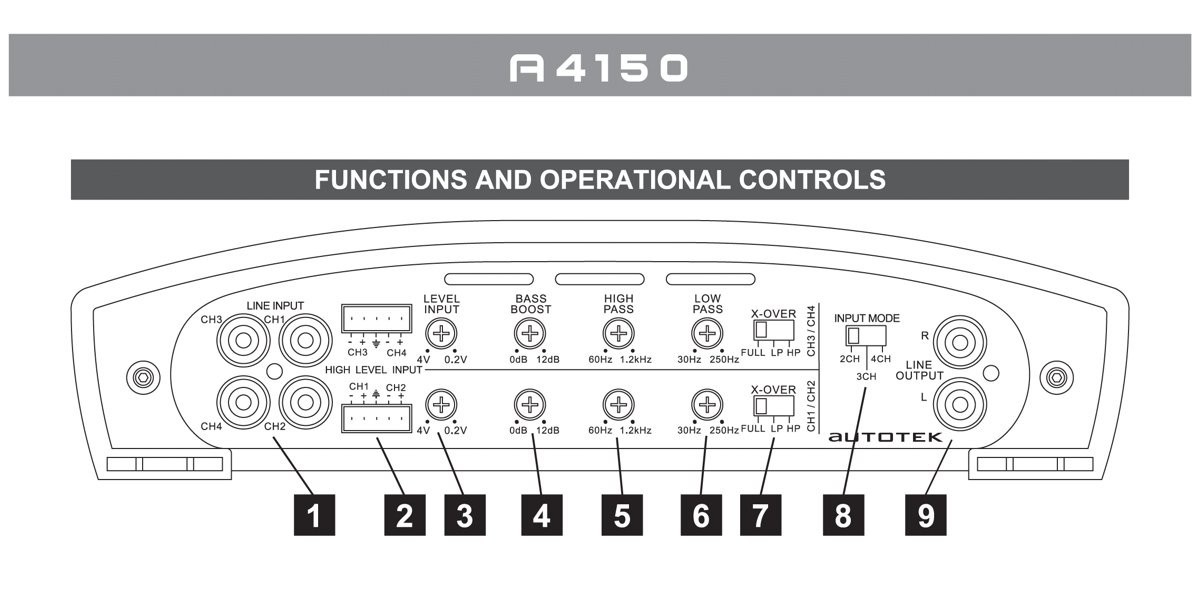 A4150
FUNCTIONS AND OPERATIONAL CONTROLS
LINE INPUT
CH3
CH1
CH4
CH2
- + - +
CH3 CH4
HIGH LEVEL INPUT
CH1 CH2
- + - +
LEVEL
INPUT
4V 0.2V
BASS
BOOST
0dB 12dB
HIGH
PASS
60Hz 1.2kHz
LOW
PASS
30Hz 250Hz
X-OVER
FULL LP HP
CH3 / CH4
4V 0.2V
0dB 12dB
60Hz 1.2kHz
30Hz 250Hz
X-OVER
FULL LP HP
CH1 / CH2
INPUT MODE
2CH 4CH
3CH
R
LINE
OUTPUT
L
AUTOTEK
1 2 3 4 5 6 7 8 9